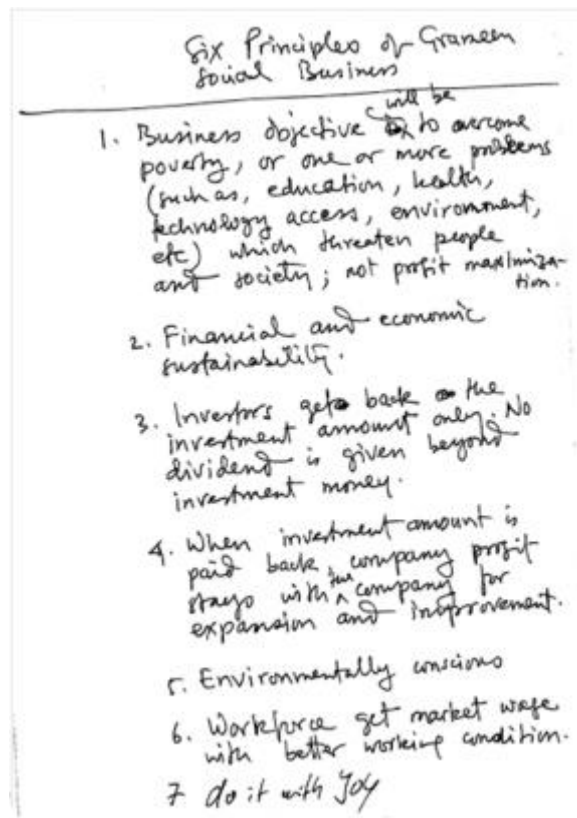 Six Principles of Grameen
Social Business
1. Business objective will be to overcome
poverty, or one or more problems
(such as, education, health,
technology access, environment,
etc) which threaten people
and society; not profit maximiza-
tion.
2. Financial and economic
sustainability.
3. Investors get back the
investment amount only. No
dividend is given beyond
investment money.
4. When investment amount is
paid back company profit
stays with the company for
expansion and improvement.
5. Environmentally conscious
6. Workforce get market wage
with better working condition.
7 do it with Joy